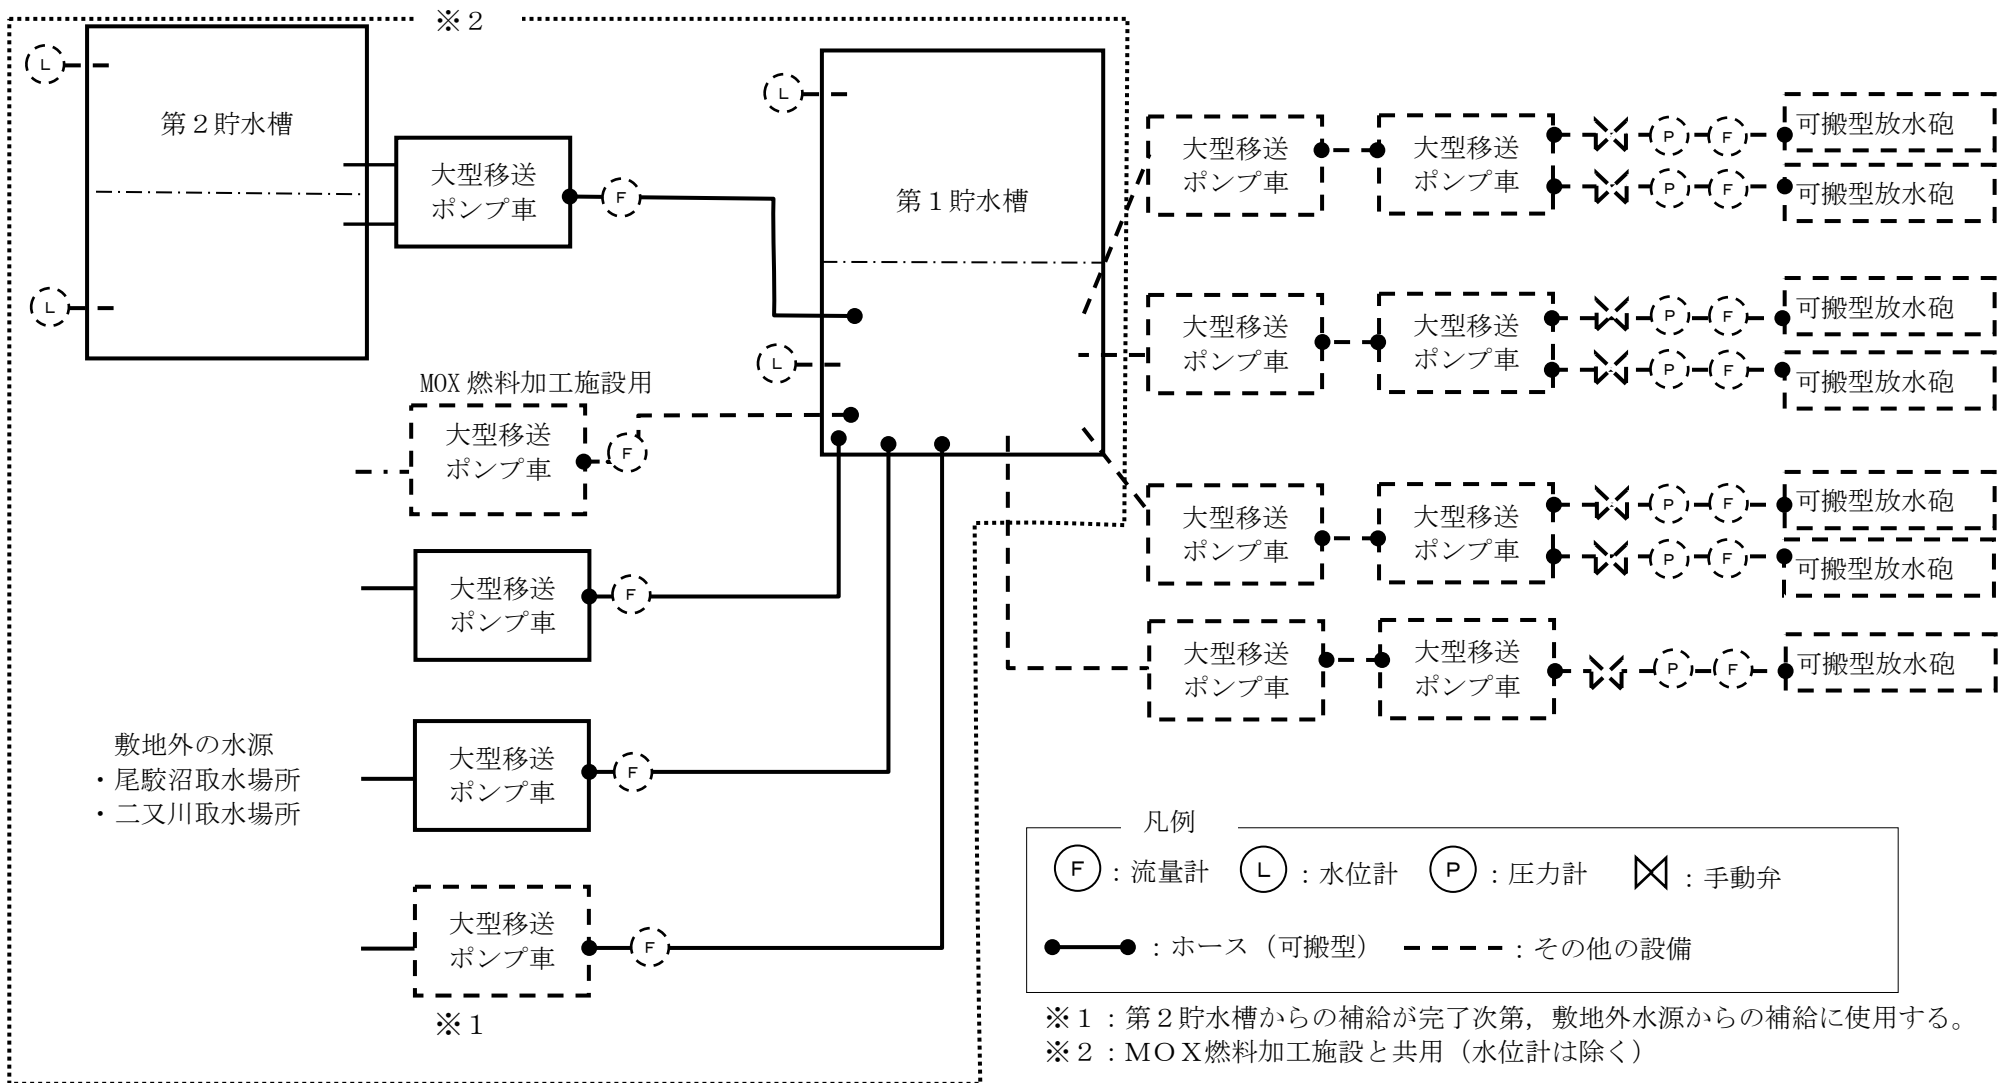 ※２
L
第２貯水槽
L
大型移送
ポンプ車
F
L
第１貯水槽
L
MOX 燃料加工施設用
大型移送
ポンプ車
F
大型移送
ポンプ車
F
敷地外の水源
・尾駮沼取水場所
・二又川取水場所
大型移送
ポンプ車
F
大型移送
ポンプ車
F
※１
大型移送
ポンプ車
大型移送
ポンプ車
P
F
可搬型放水砲
P
F
可搬型放水砲
大型移送
ポンプ車
大型移送
ポンプ車
P
F
可搬型放水砲
P
F
可搬型放水砲
大型移送
ポンプ車
大型移送
ポンプ車
P
F
可搬型放水砲
P
F
可搬型放水砲
大型移送
ポンプ車
大型移送
ポンプ車
P
F
可搬型放水砲
凡例
F ：流量計 L ：水位計 P ：圧力計 ：手動弁
：ホース（可搬型） ：その他の設備
※１：第２貯水槽からの補給が完了次第，敷地外水源からの補給に使用する。
※２：ＭＯＸ燃料加工施設と共用（水位計は除く）